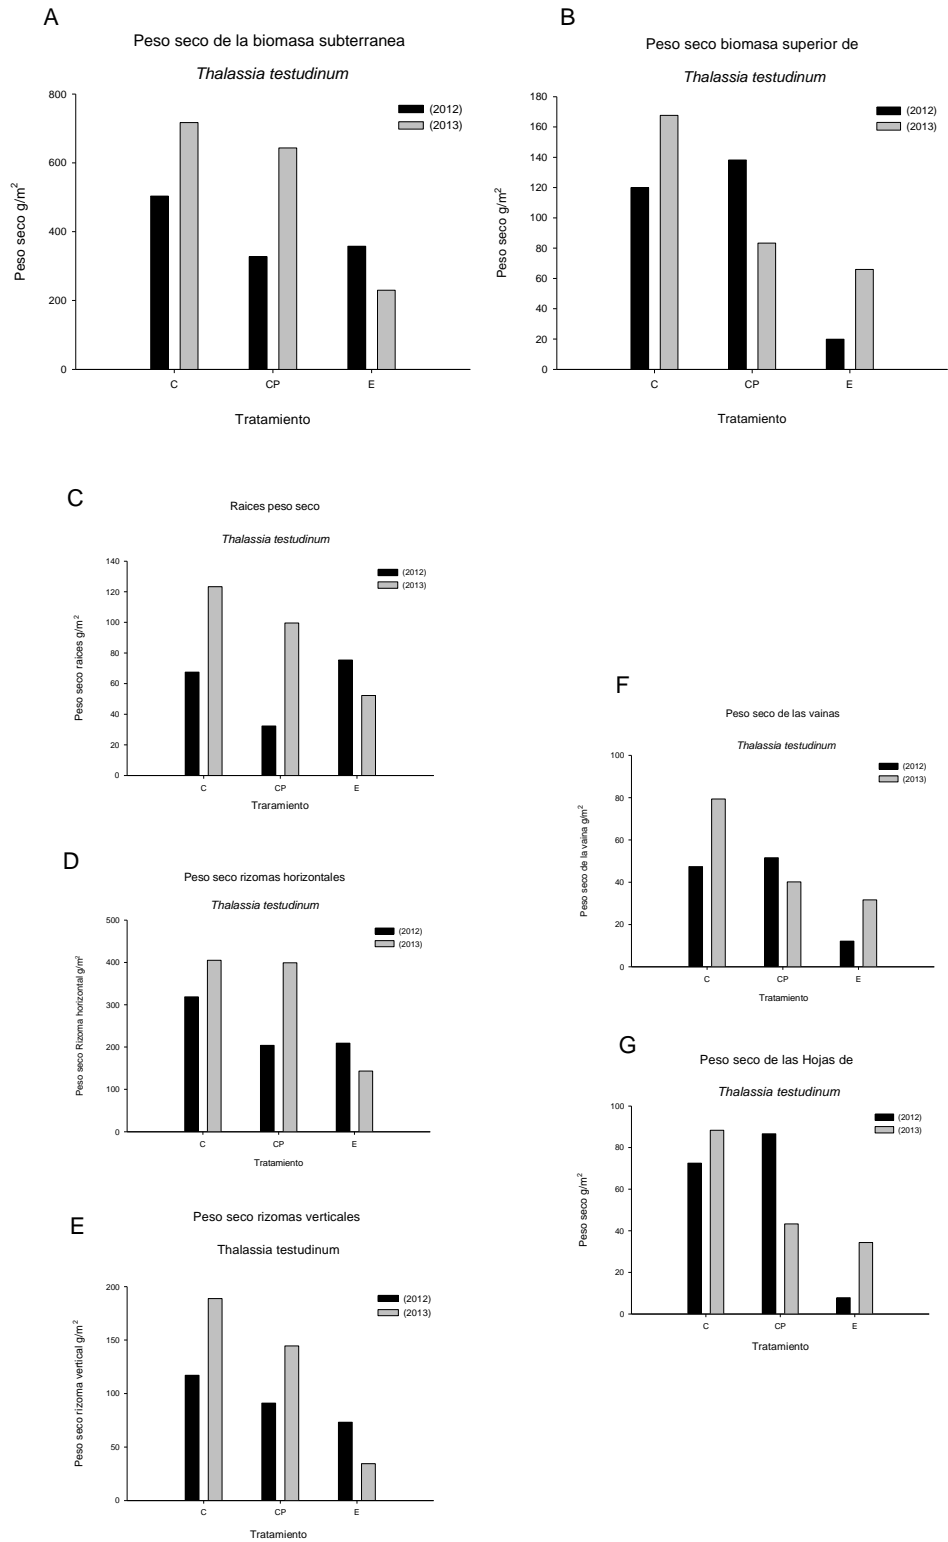 A
Peso seco de la biomasa subterranea
Thalassia testudinum
(2012)
(2013)
Peso seco g/m²
800
600
400
200
0
C
CP
E
Tratamiento
B
Peso seco biomasa superior de
Thalassia testudinum
(2012)
(2013)
Peso seco g/m²
180
160
140
120
100
80
60
40
20
0
C
CP
E
Tratamiento
C
Raices peso seco
Thalassia testudinum
(2012)
(2013)
Peso seco raices g/m²
140
120
100
80
60
40
20
0
C
CP
E
Traramiento
D
Peso seco rizomas horizontales
Thalassia testudinum
(2012)
(2013)
Peso seco Rizoma horizontal g/m²
500
400
300
200
100
0
C
CP
E
Tratamiento
E
Peso seco rizomas verticales
Thalassia testudinum
(2012)
(2013)
Peso seco rizoma vertical g/m²
200
150
100
50
0
C
CP
E
Tratamiento
F
Peso seco de las vainas
Thalassia testudinum
(2012)
(2013)
Peso seco de la vaina g/m²
100
80
60
40
20
0
C
CP
E
Tratamiento
G
Peso seco de las Hojas de
Thalassia testudinum
(2012)
(2013)
Peso seco g/m²
100
80
60
40
20
0
C
CP
E
Tratamiento